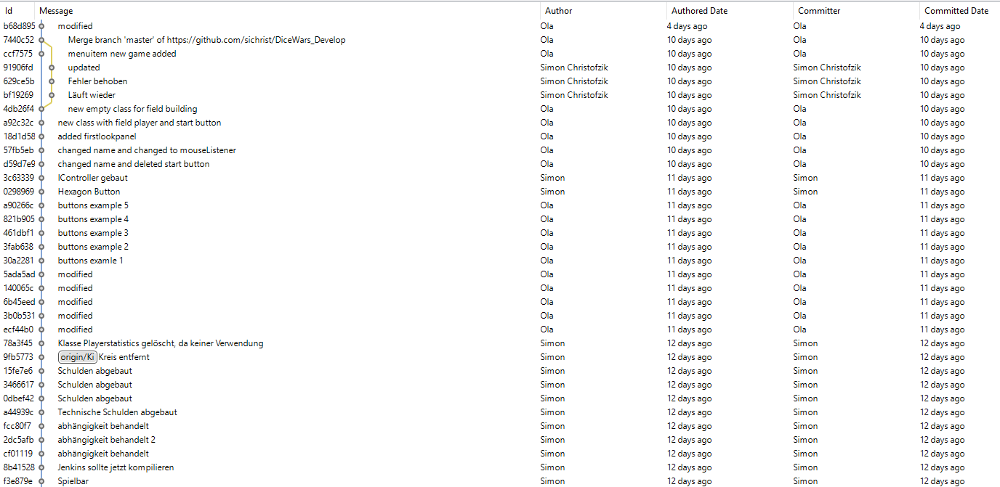 Id Message Author Authored Date Committer Committed Date
b68d895 modified Ola 4 days ago Ola 4 days ago
7440c52 Merge branch 'master' of https://github.com/sichrist/DiceWars_Develop Ola 10 days ago Ola 10 days ago
ccf7575 menuitem new game added Ola 10 days ago Ola 10 days ago
91906fd updated Simon Christofzik 10 days ago Simon Christofzik 10 days ago
629ce5b Fehler behoben Simon Christofzik 10 days ago Simon Christofzik 10 days ago
bf19269 Läuft wieder Simon Christofzik 10 days ago Simon Christofzik 10 days ago
4db26f4 new empty class for field building Ola 10 days ago Ola 10 days ago
a92c32c new class with field player and start button Ola 10 days ago Ola 10 days ago
18d1d58 added firstlookpanel Ola 10 days ago Ola 10 days ago
57fb5eb changed name and changed to mouseListener Ola 10 days ago Ola 10 days ago
d59d7e9 changed name and deleted start button Ola 10 days ago Ola 10 days ago
3c63339 IController gebaut Simon 11 days ago Simon 11 days ago
0298969 Hexagon Button Simon 11 days ago Simon 11 days ago
a90266c buttons example 5 Ola 11 days ago Ola 11 days ago
821b905 buttons example 4 Ola 11 days ago Ola 11 days ago
461dbf1 buttons example 3 Ola 11 days ago Ola 11 days ago
3fab638 buttons example 2 Ola 11 days ago Ola 11 days ago
30a2281 buttons examle 1 Ola 11 days ago Ola 11 days ago
5ada5ad modified Ola 11 days ago Ola 11 days ago
140065c modified Ola 11 days ago Ola 11 days ago
6b45eed modified Ola 11 days ago Ola 11 days ago
3b0b531 modified Ola 11 days ago Ola 11 days ago
ecf44b0 modified Ola 11 days ago Ola 11 days ago
78a3f45 Klasse Playerstatistics gelöscht, da keiner Verwendung Simon 12 days ago Simon 12 days ago
9fb5773 origin/Ki Kreis entfernt Simon 12 days ago Simon 12 days ago
15fe7e6 Schulden abgebaut Simon 12 days ago Simon 12 days ago
3466617 Schulden abgebaut Simon 12 days ago Simon 12 days ago
0dbef42 Schulden abgebaut Simon 12 days ago Simon 12 days ago
a44939c Technische Schulden abgebaut Simon 12 days ago Simon 12 days ago
fcc80f7 abhängigkeit behandelt Simon 12 days ago Simon 12 days ago
2dc5afb abhängigkeit behandelt 2 Simon 12 days ago Simon 12 days ago
cf01119 abhängigkeit behandelt Simon 12 days ago Simon 12 days ago
8b41528 Jenkins sollte jetzt kompilieren Simon 12 days ago Simon 12 days ago
f3e879e Spielbar Simon 12 days ago Simon 12 days ago